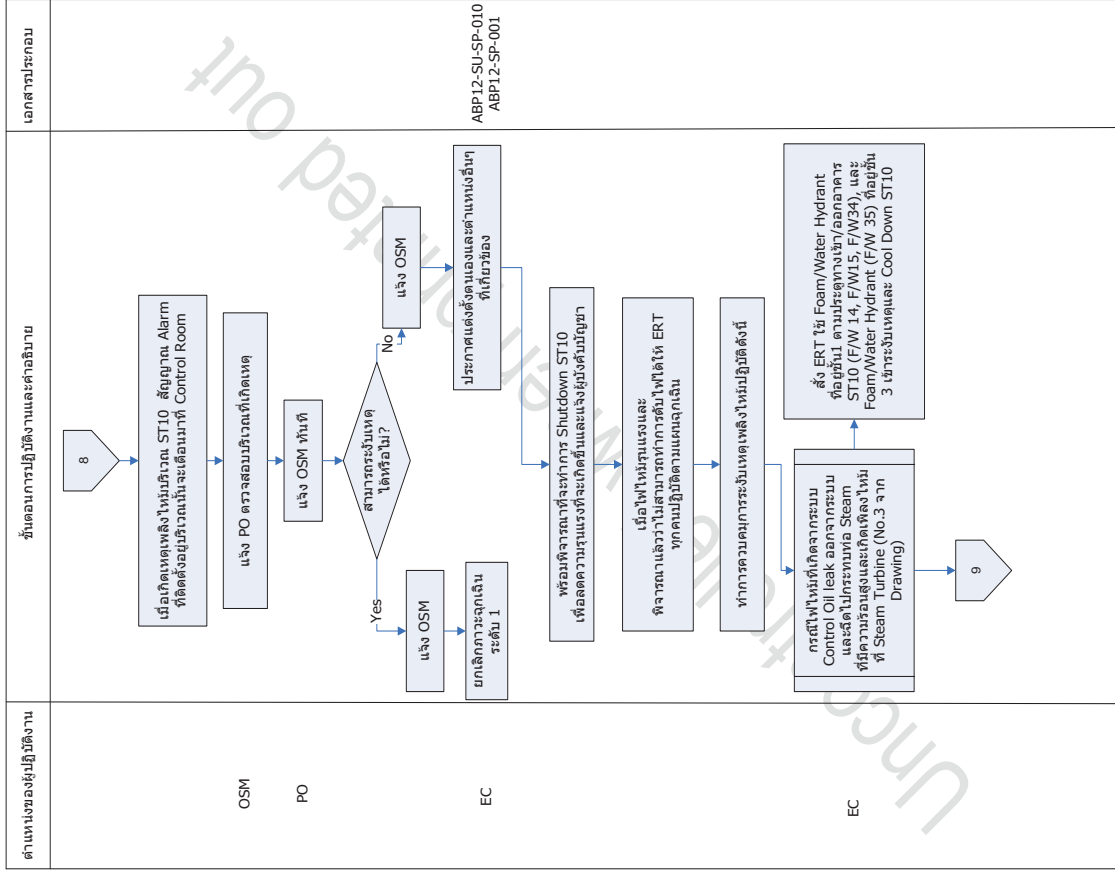 ตำแหน่งของผู้ปฏิบัติงาน
ขั้นตอนการปฏิบัติงานและคำอธิบาย
เอกสารประกอบ
8
เมื่อเกิดเหตุเพลิงไหม้บริเวณ ST10 สัญญาณ Alarm
ที่ติดตั้งอยู่บริเวณนั้นจะเตือนมาที่ Control Room
OSM
แจ้ง PO ตรวจสอบบริเวณที่เกิดเหตุ
PO
แจ้ง OSM ทันที
สามารถระงับเหตุ
ได้หรือไม่?
Yes
No
แจ้ง OSM
แจ้ง OSM
EC
ยกเลิกภาวะฉุกเฉิน
ระดับ 1
ประกาศแต่งตั้งตนเองและตำแหน่งอื่นๆ
ที่เกี่ยวข้อง
ABP12-SU-SP-010
ABP12-SP-001
พร้อมพิจารณาที่จะทำการ Shutdown ST10
เพื่อลดความรุนแรงที่จะเกิดขึ้นและแจ้งผู้บังคับบัญชา
เมื่อไฟไหม้รุนแรงและ
พิจารณาแล้วว่าไม่สามารถทำการดับไฟได้ให้ ERT
ทุกคนปฏิบัติตามแผนฉุกเฉิน
ทำการควบคุมการระงับเหตุเพลิงไหม้ปฏิบัติดังนี้
EC
กรณีไฟไหม้ที่เกิดจากระบบ
Control Oil leak ออกจากระบบ
และฉีดไปกระทบท่อ Steam
ที่มีความร้อนสูงและเกิดเพลิงไหม้
ที่ Steam Turbine (No.3 จาก
Drawing)
สั่ง ERT ใช้ Foam/Water Hydrant
ที่อยู่ชั้น1 ตามประตูทางเข้า/ออกอาคาร
ST10 (F/W 14, F/W15, F/W34), และ
Foam/Water Hydrant (F/W 35) ที่อยู่ชั้น
3 เข้าระงับเหตุและ Cool Down ST10
9
Uncontrolled when printed out